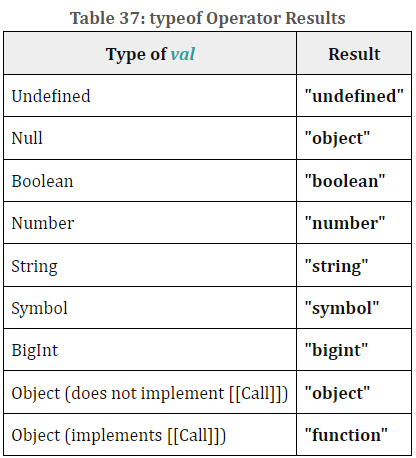 Table 37: typeof Operator Results
Type of val Result
Undefined "undefined"
Null "object"
Boolean "boolean"
Number "number"
String "string"
Symbol "symbol"
BigInt "bigint"
Object (does not implement [[Call]]) "object"
Object (implements [[Call]]) "function"